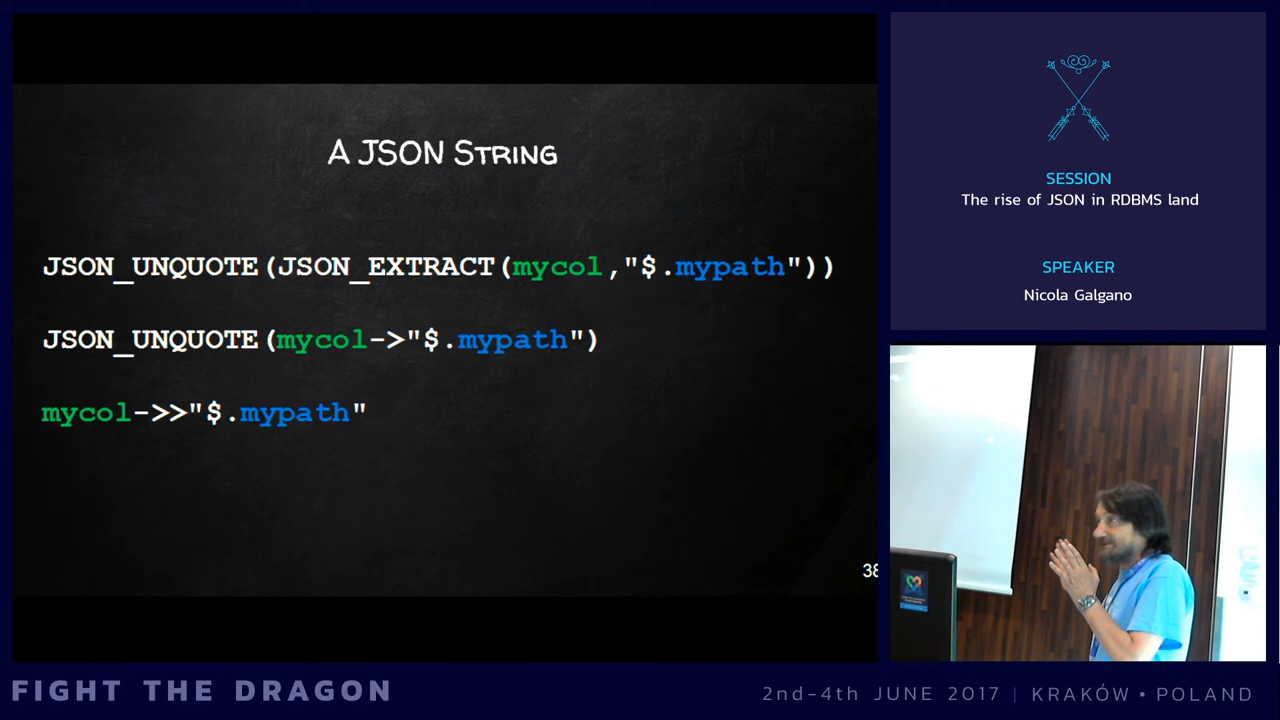 A JSON String
JSON_UNQUOTE(JSON_EXTRACT(mycol,"$.mypath"))
JSON_UNQUOTE(mycol->"$.mypath")
mycol->>"$.mypath"
38
SESSION
The rise of JSON in RDBMS land
SPEAKER
Nicola Galgano
FIGHT THE DRAGON
2nd-4th JUNE 2017 | KRAKÓW • POLAND